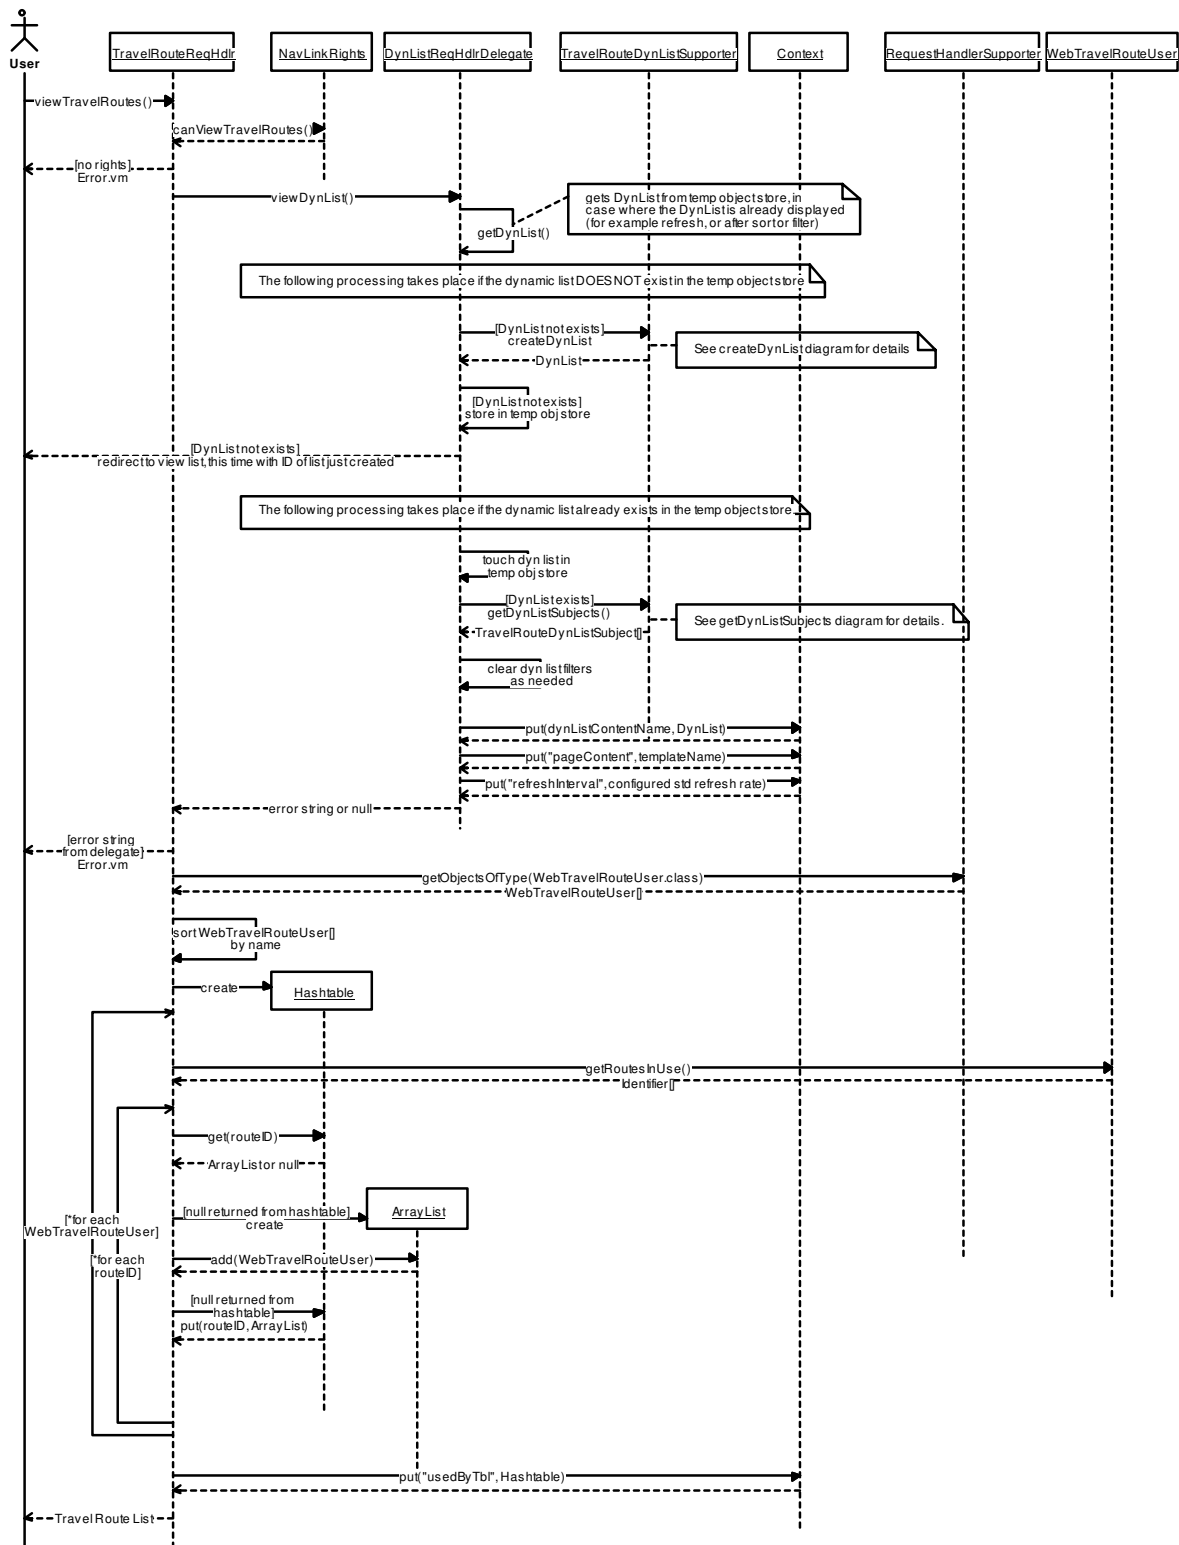 User
TravelRouteReqHdlr
NavLinkRights
DynListReqHdlrDelegate
TravelRouteDynListSupporter
Context
RequestHandlerSupporter
WebTravelRouteUser
viewTravelRoutes()
canViewTravelRoutes()
[no rights]
Error.vm
viewDynList()
gets DynList from temp object store, in
case where the DynList is already displayed
(for example refresh, or after sort or filter)
getDynList()
The following processing takes place if the dynamic list DOES NOT exist in the temp object store
[DynList not exists]
createDynList
See createDynList diagram for details
DynList
[DynList not exists]
store in temp obj store
[DynList not exists]
redirect to view list, this time with ID of list just created
The following processing takes place if the dynamic list already exists in the temp object store.
touch dyn list in
temp obj store
[DynList exists]
getDynListSubjects()
See getDynListSubjects diagram for details.
TravelRouteDynListSubject[]
clear dyn list filters
as needed
put(dynListContentName, DynList)
put("pageContent", templateName)
put("refreshInterval", configured std refresh rate)
error string or null
[error string
from delegate}
Error.vm
getObjectsOfType(WebTravelRouteUser.class)
WebTravelRouteUser[]
sort WebTravelRouteUser[]
by name
create
Hashtable
getRoutesInUse()
Identifier[]
get(routeID)
ArrayList or null
[*for each
WebTravelRouteUser]
[null returned from hashtable]
create
ArrayList
[*for each
routeID]
add(WebTravelRouteUser)
[null returned from
hashtable]
put(routeID, ArrayList)
put("usedByTbl", Hashtable)
Travel Route List